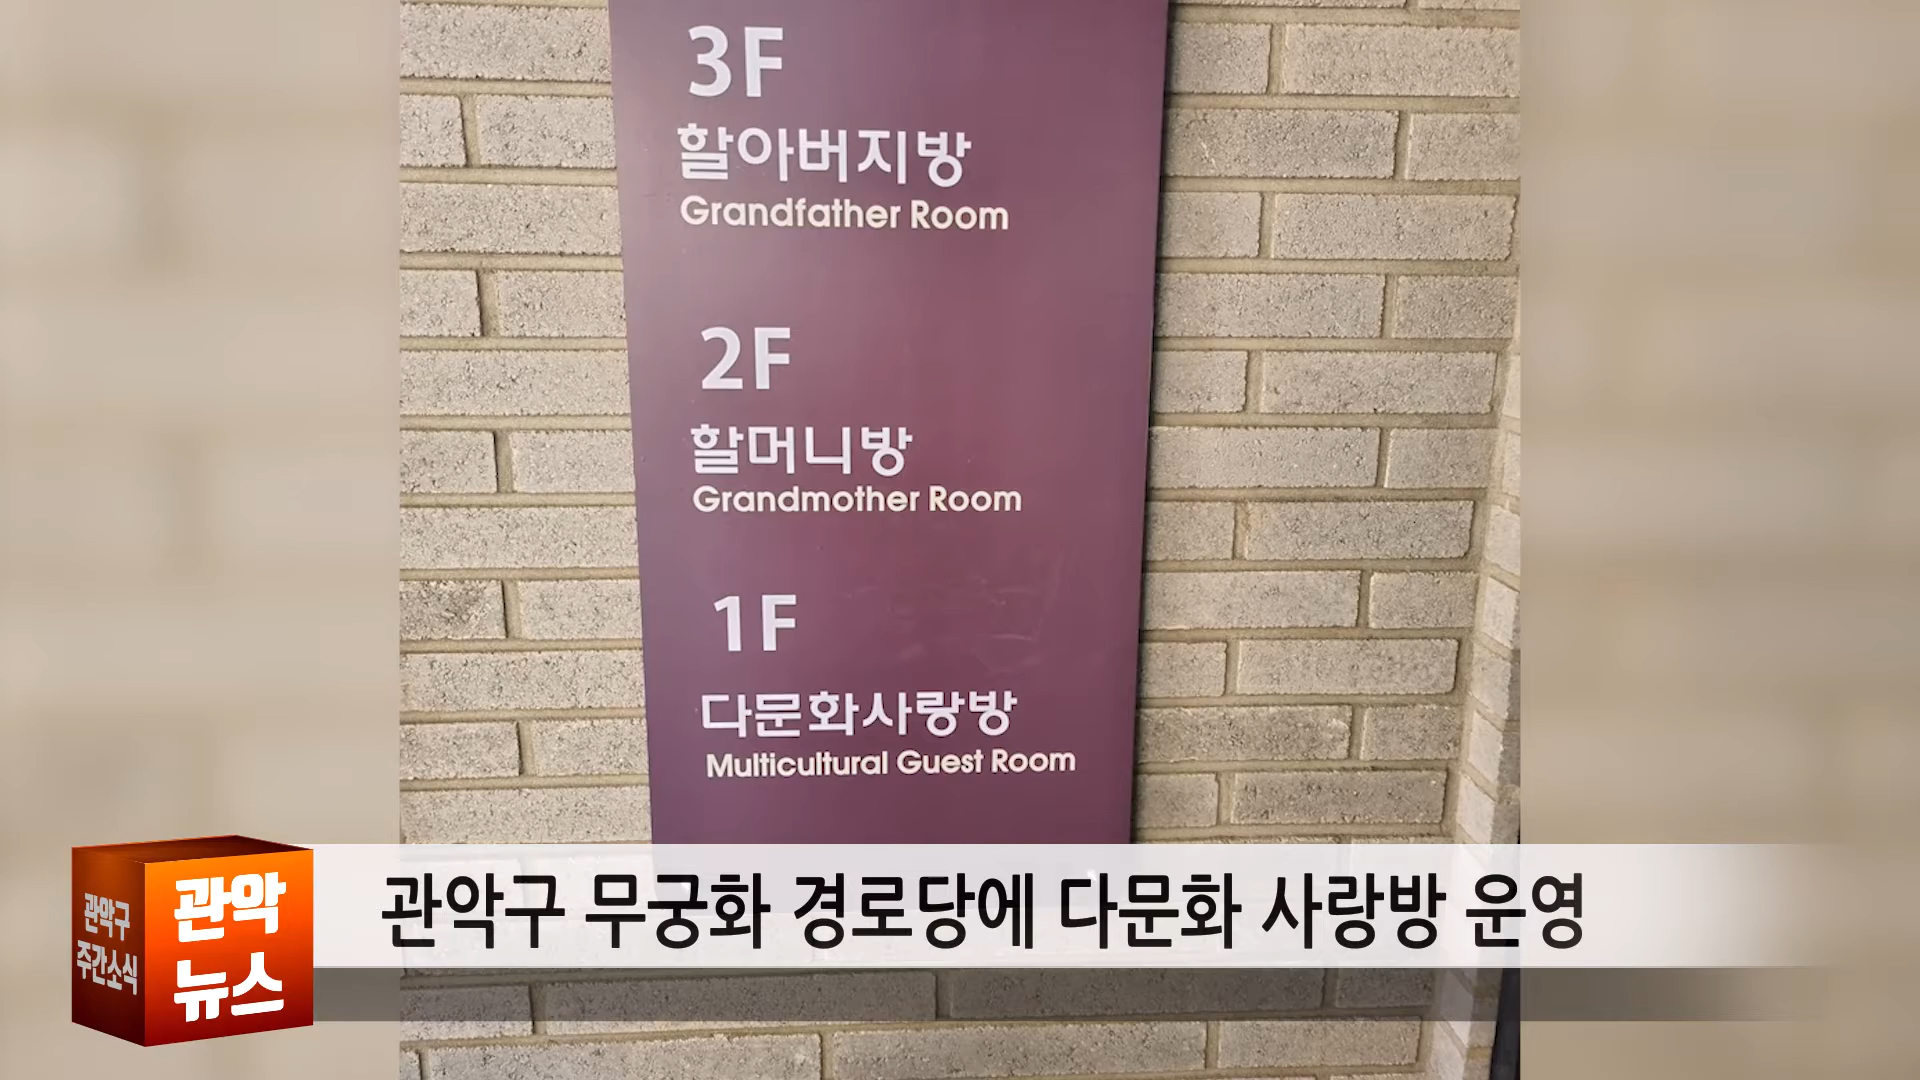 3F
할아버지방
Grandfather Room
2F
할머니방
Grandmother Room
1F
다문화사랑방
Multicultural Guest Room
관악구
주간소식
관악
뉴스
관악구 무궁화 경로당에 다문화 사랑방 운영